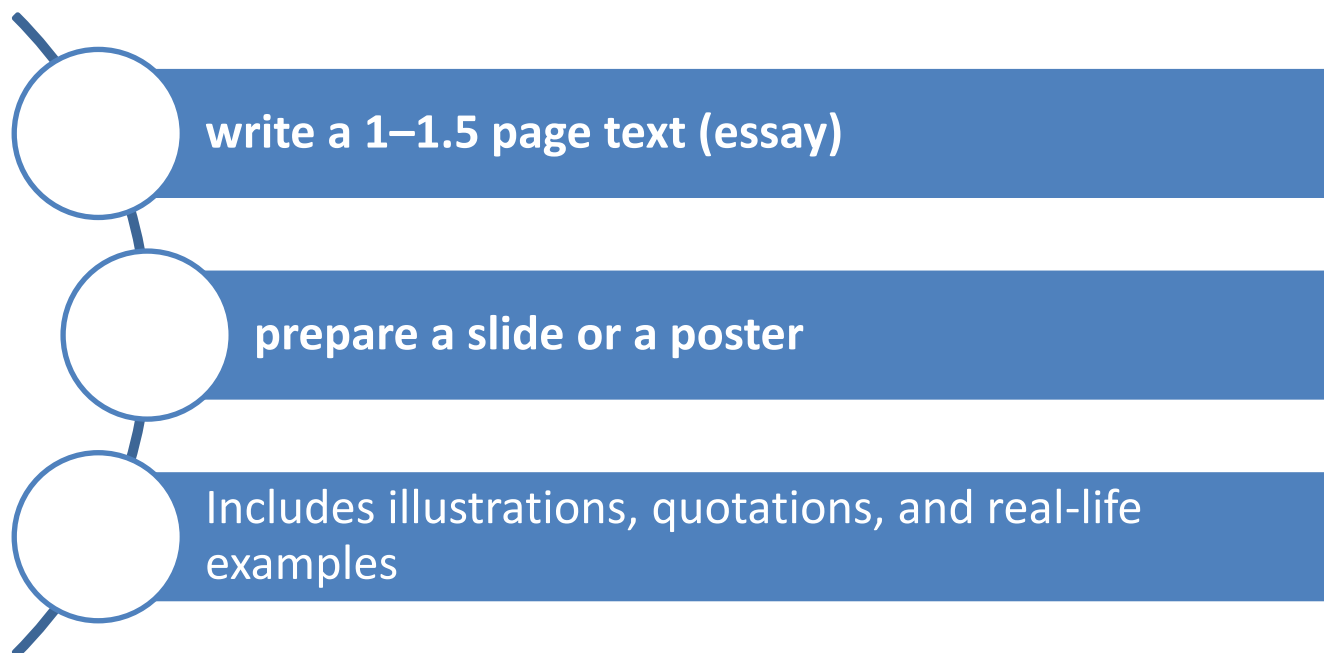 write a 1–1.5 page text (essay)
prepare a slide or a poster
Includes illustrations, quotations, and real-life
examples